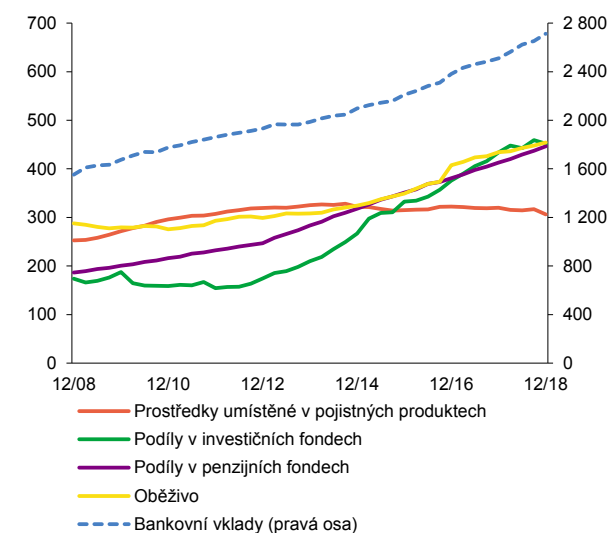 700 2 800
600 2 400
500 2 000
400 1 600
300 1 200
200 800
100 400
0 0
12/08 12/10 12/12 12/14 12/16 12/18
Prostředky umístěné v pojistných produktech
Podíly v investičních fondech
Podíly v penzijních fondech
Oběživo
Bankovní vklady (pravá osa)